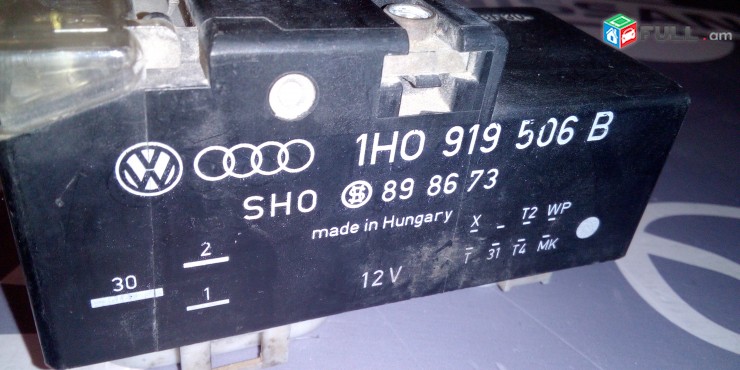 FULL.am
1H0 919 506 B
SHO S 89 86 73
made in Hungary
X - T2 WP
T 31 T4 MK
12V
30
2
1